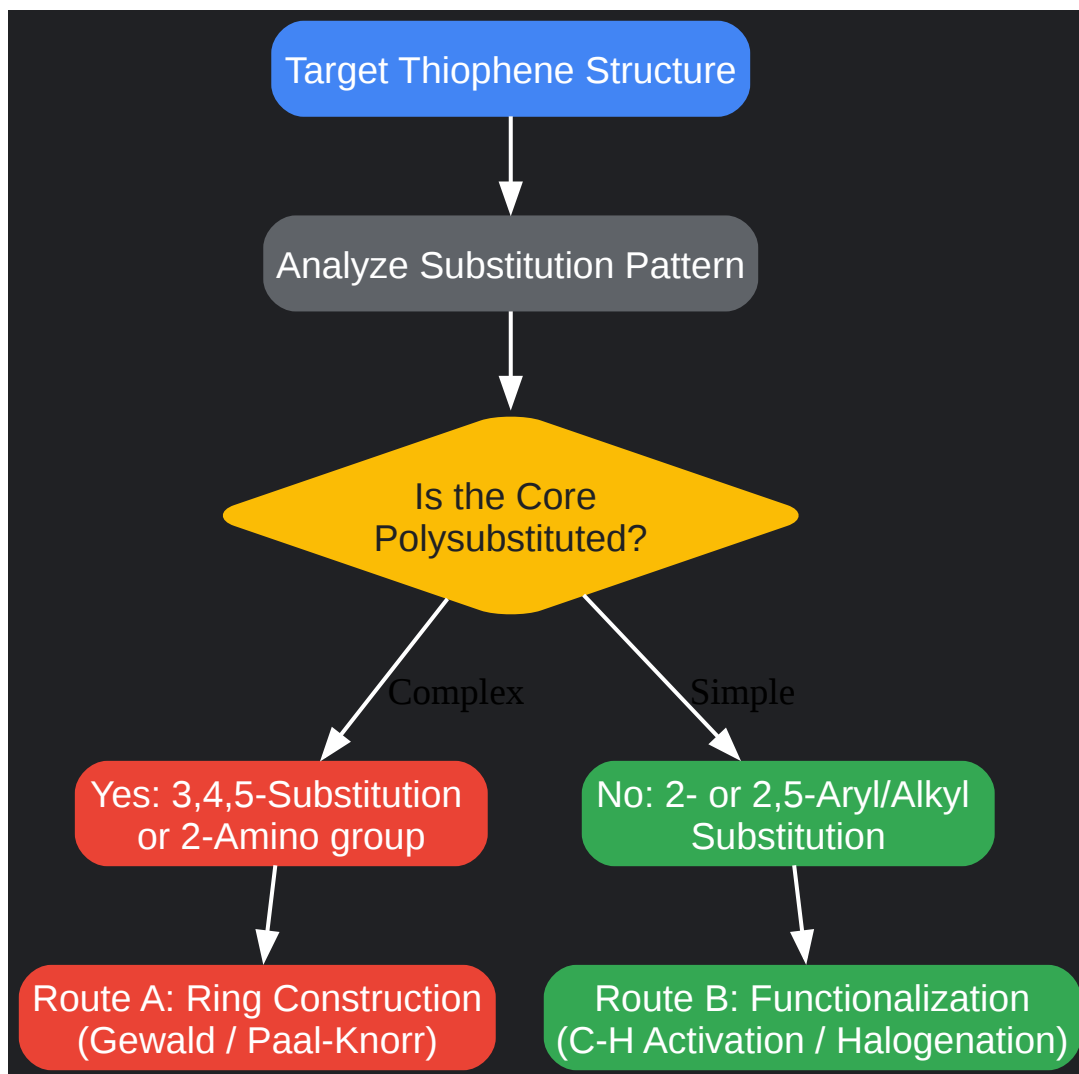 Target Thiophene Structure
Analyze Substitution Pattern
Is the Core
Polysubstituted?
Complex
Simple
Yes: 3,4,5-Substitution
or 2-Amino group
No: 2- or 2,5-Aryl/Alkyl
Substitution
Route A: Ring Construction
(Gewald / Paal-Knorr)
Route B: Functionalization
(C-H Activation / Halogenation)